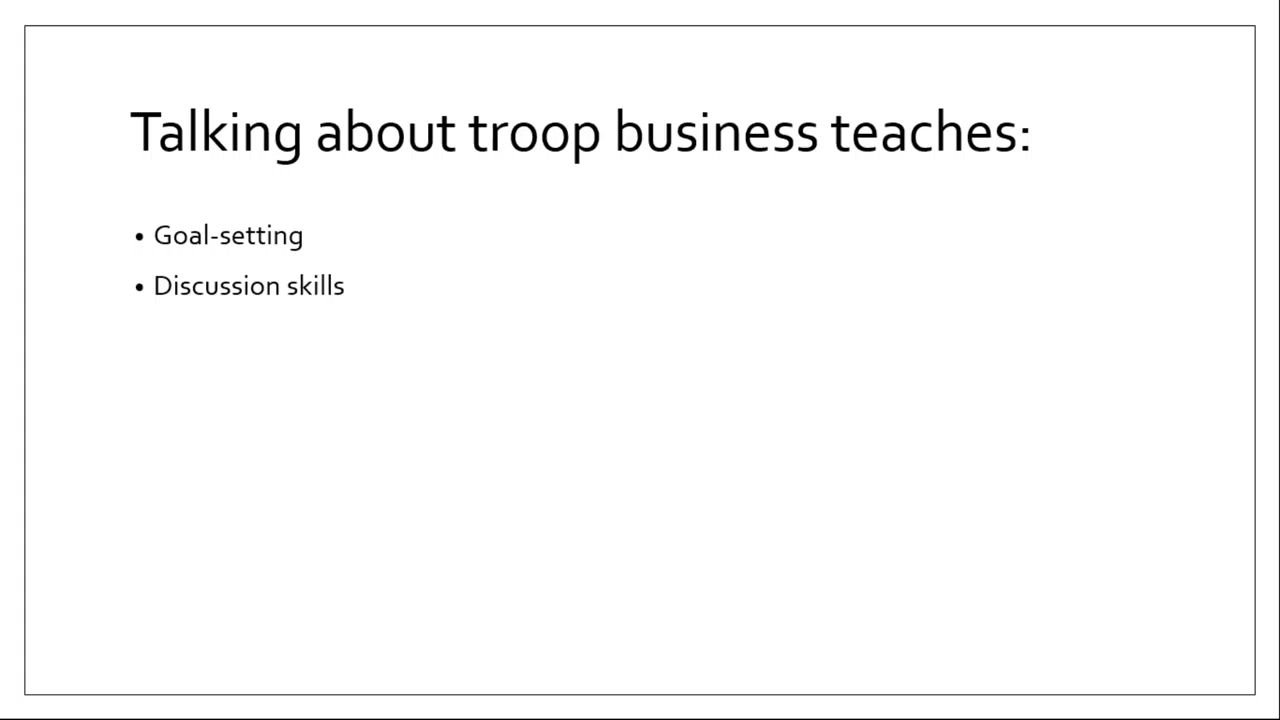 Talking about troop business teaches:
• Goal-setting
• Discussion skills